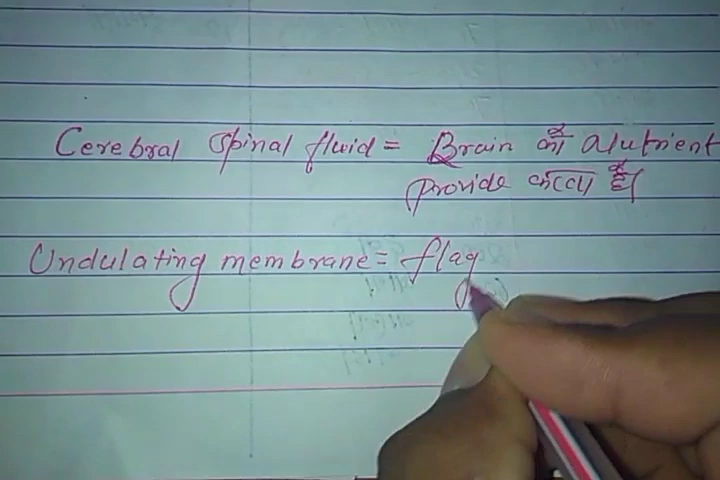 Cerebral Spinal fluid = Brain को Nutrient
provide करता है।
Undulating membrane = flag